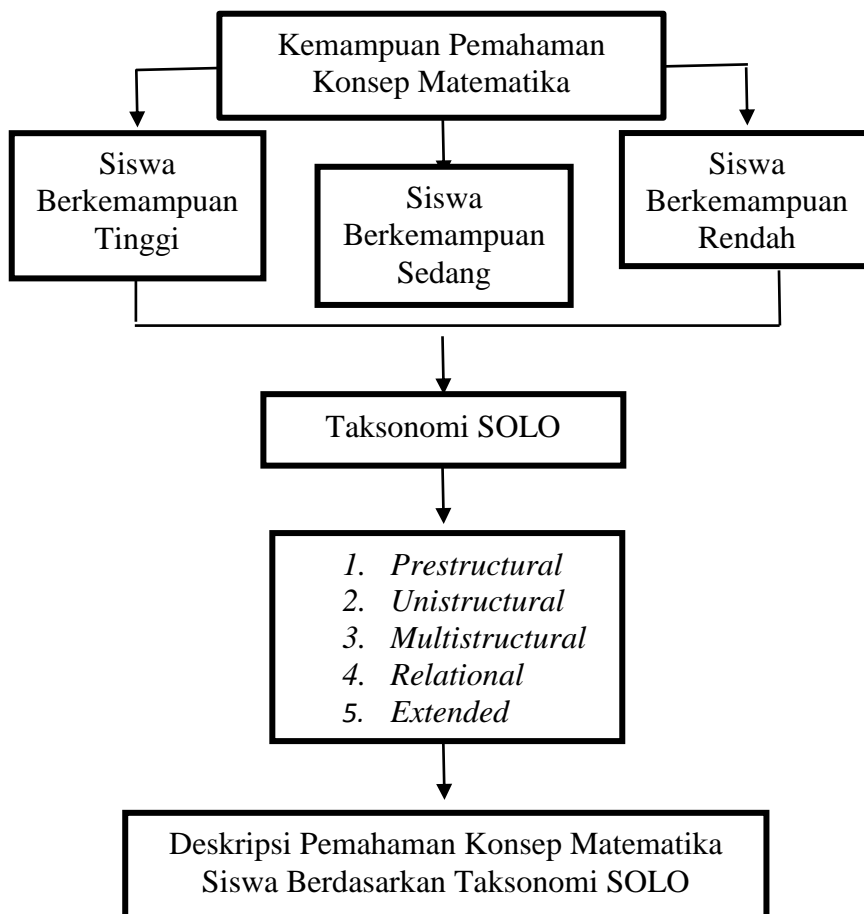 Kemampuan Pemahaman
Konsep Matematika
Siswa
Berkemampuan
Tinggi
Siswa
Berkemampuan
Sedang
Siswa
Berkemampuan
Rendah
Taksonomi SOLO
1. Prestructural
2. Unistructural
3. Multistructural
4. Relational
5. Extended
Deskripsi Pemahaman Konsep Matematika
Siswa Berdasarkan Taksonomi SOLO